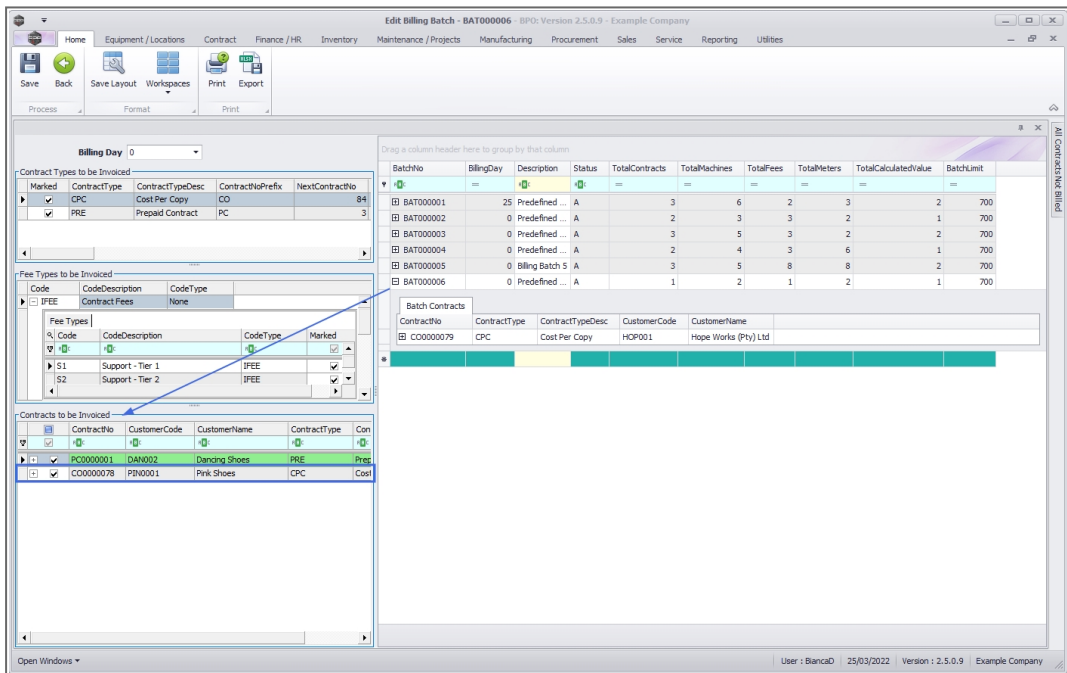 Edit Billing Batch - BAT000006 - BPO: Version 2.5.0.9 - Example Company
Home Equipment / Locations Contract Finance / HR Inventory Maintenance / Projects Manufacturing Procurement Sales Service Reporting Utilities
Save Back Save Layout Workspaces Print Export
Process Format Print
All Contracts Not Billed
Billing Day 0
Contract Types to be Invoiced
Marked ContractType ContractTypeDesc ContractNoPrefix NextContractNo
CPC Cost Per Copy CO 84
PRE Prepaid Contract PC 3
Fee Types to be Invoiced
Code CodeDescription CodeType
IFEE Contract Fees None
Fee Types
Code CodeDescription CodeType Marked
S1 Support - Tier 1 IFEE
S2 Support - Tier 2 IFEE
Contracts to be Invoiced
ContractNo CustomerCode CustomerName ContractType Con
PC0000001 DAN002 Dancing Shoes PRE Prep
CO0000078 PIN0001 Pink Shoes CPC Cost
Drag a column header here to group by that column
BatchNo BillingDay Description Status TotalContracts TotalMachines TotalFees TotalMeters TotalCalculatedValue BatchLimit
= = = = = = =
BAT000001 25 Predefined ... A 3 6 2 3 2 700
BAT000002 0 Predefined ... A 2 3 3 2 1 700
BAT000003 0 Predefined ... A 3 5 3 2 2 700
BAT000004 0 Predefined ... A 2 4 3 6 1 700
BAT000005 0 Billing Batch 5 A 3 5 8 8 2 700
BAT000006 0 Predefined ... A 1 2 1 2 1 700
Batch Contracts
ContractNo ContractType ContractTypeDesc CustomerCode CustomerName
CO0000079 CPC Cost Per Copy HOP001 Hope Works (Pty) Ltd
Open Windows
User : BiancaD 25/03/2022 Version : 2.5.0.9 Example Company